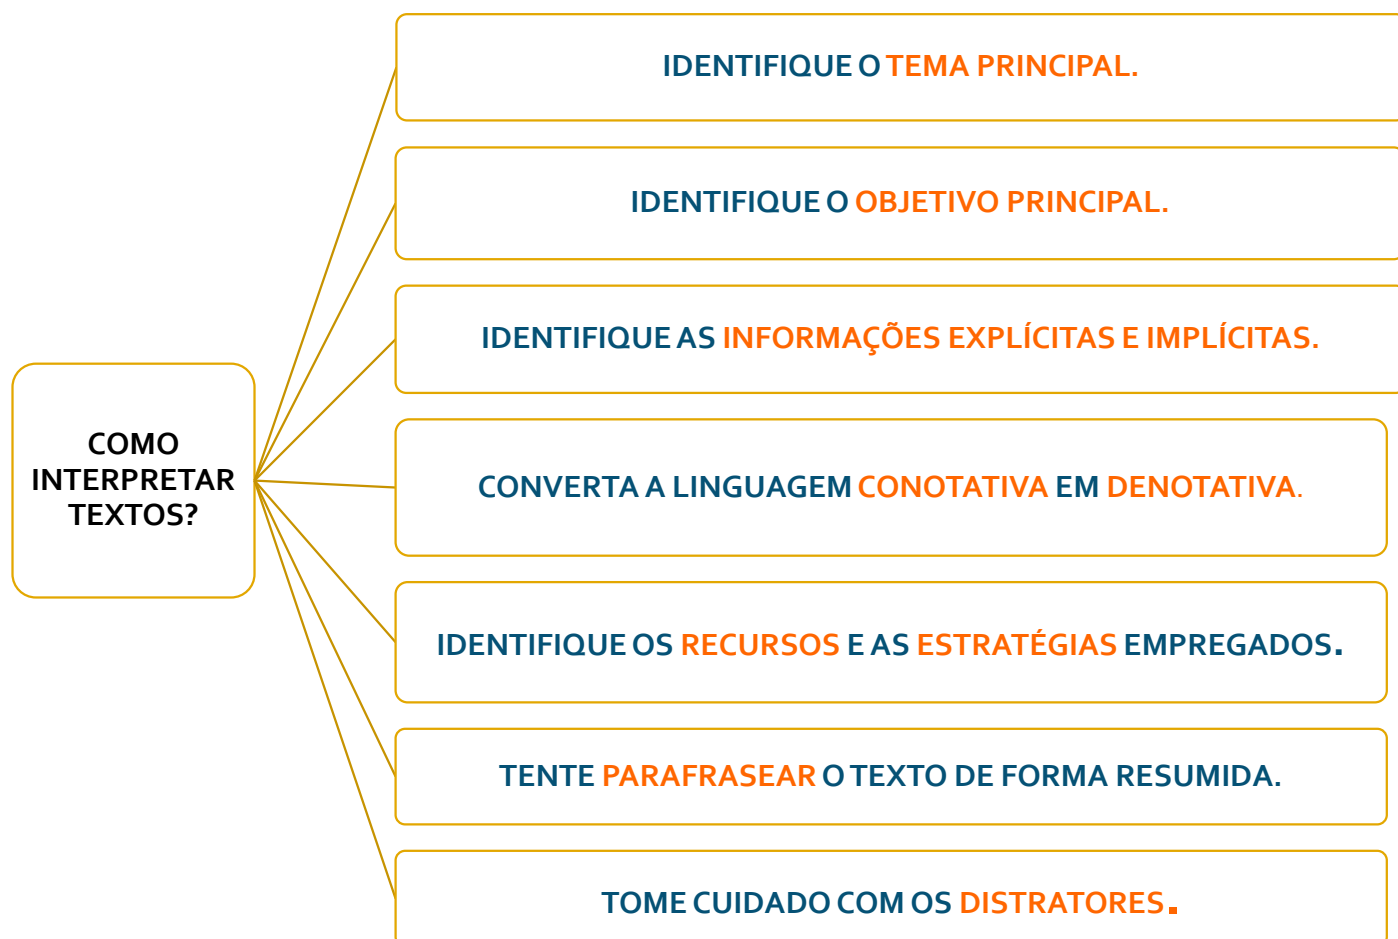 COMO
INTERPRETAR
TEXTOS?
IDENTIFIQUE O TEMA PRINCIPAL.
IDENTIFIQUE O OBJETIVO PRINCIPAL.
IDENTIFIQUE AS INFORMAÇÕES EXPLÍCITAS E IMPLÍCITAS.
CONVERTA A LINGUAGEM CONOTATIVA EM DENOTATIVA.
IDENTIFIQUE OS RECURSOS E AS ESTRATÉGIAS EMPREGADOS.
TENTE PARAFRASEAR O TEXTO DE FORMA RESUMIDA.
TOME CUIDADO COM OS DISTRATORES.